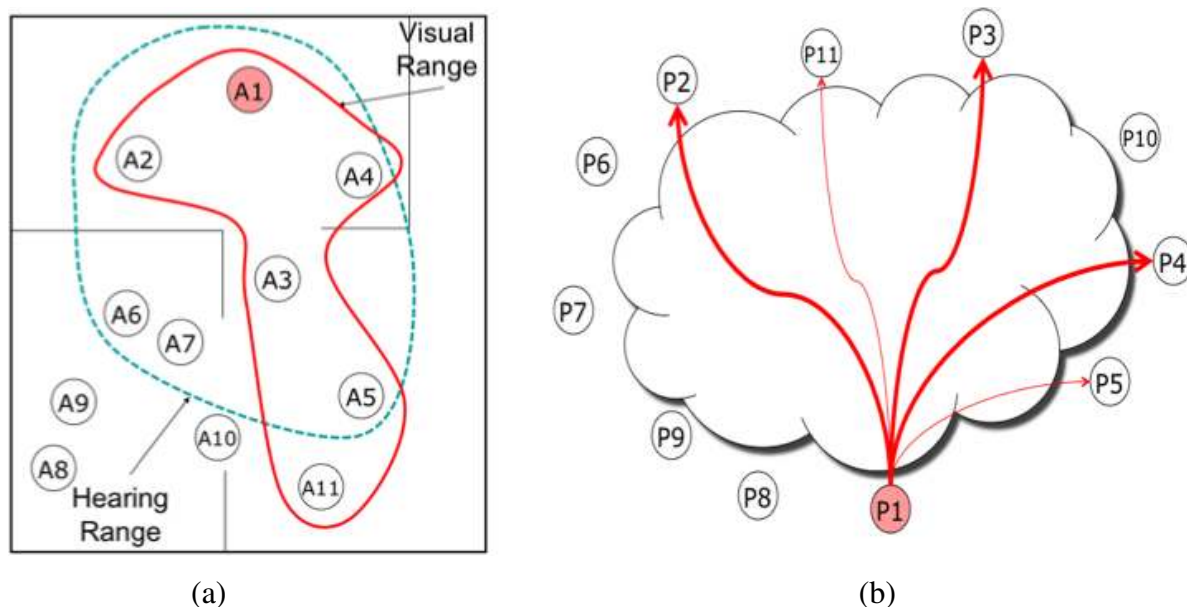 Visual
Range
A1
A2
A4
A3
A6
A7
A5
A9
A10
A8
A11
Hearing
Range
(a)
P3
P11
P2
P10
P6
P4
P7
P5
P9
P8
P1
(b)